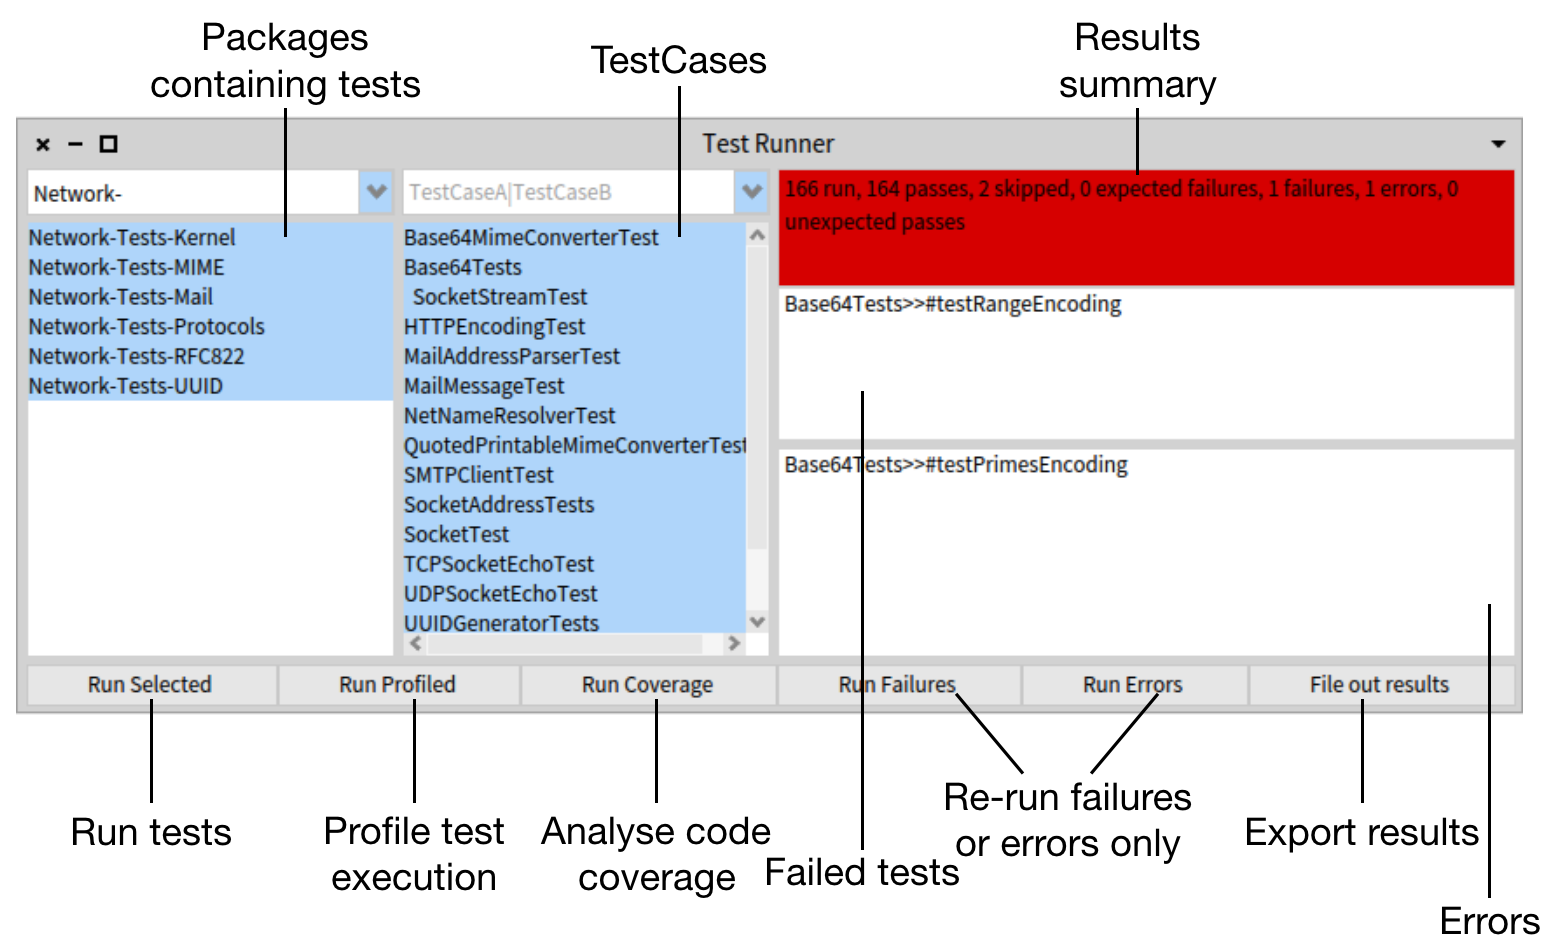 Packages
containing tests
TestCases
Results
summary
Test Runner
Network-
TestCaseA|TestCaseB
166 run, 164 passes, 2 skipped, 0 expected failures, 1 failures, 1 errors, 0
unexpected passes
Network-Tests-Kernel
Network-Tests-MIME
Network-Tests-Mail
Network-Tests-Protocols
Network-Tests-RFC822
Network-Tests-UUID
Base64MimeConverterTest
Base64Tests
SocketStreamTest
HTTPEncodingTest
MailAddressParserTest
MailMessageTest
NetNameResolverTest
QuotedPrintableMimeConverterTest
SMTPClientTest
SocketAddressTests
SocketTest
TCPSocketEchoTest
UDPSocketEchoTest
UUIDGeneratorTests
Base64Tests>>#testRangeEncoding
Base64Tests>>#testPrimesEncoding
Run Selected
Run Profiled
Run Coverage
Run Failures
Run Errors
File out results
Run tests
Profile test
execution
Analyse code
coverage
Failed tests
Re-run failures
or errors only
Export results
Errors